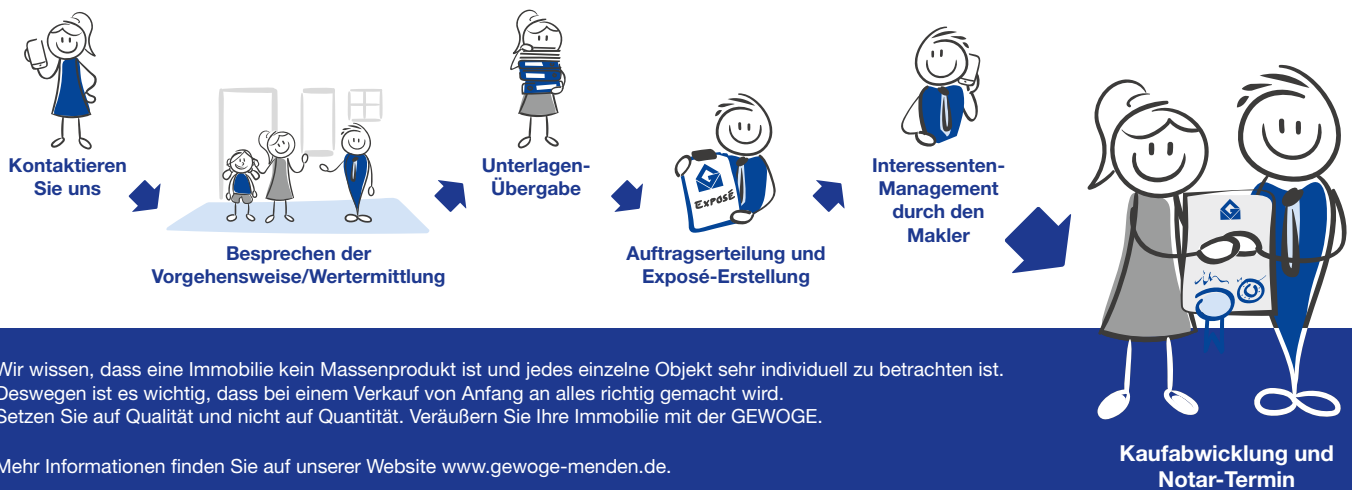 Kontaktieren
Sie uns
Besprechen der
Vorgehensweise/Wertermittlung
Unterlagen-
Übergabe
EXPOSÉ
Auftragserteilung und
Exposé-Erstellung
Interessenten-
Management
durch den
Makler
Wir wissen, dass eine Immobilie kein Massenprodukt ist und jedes einzelne Objekt sehr individuell zu betrachten ist.
Deswegen ist es wichtig, dass bei einem Verkauf von Anfang an alles richtig gemacht wird.
Setzen Sie auf Qualität und nicht auf Quantität. Veräußern Sie Ihre Immobilie mit der GEWOGE.
Mehr Informationen finden Sie auf unserer Website www.gewoge-menden.de.
Kaufabwicklung und
Notar-Termin